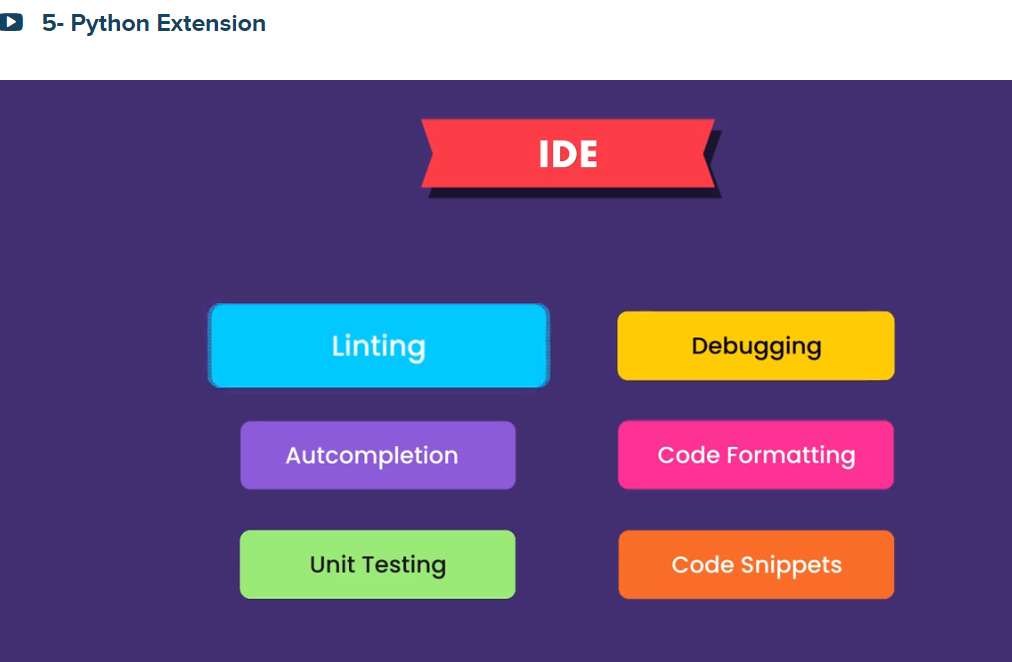 5- Python Extension
IDE
Linting
Debugging
Autcompletion
Code Formatting
Unit Testing
Code Snippets